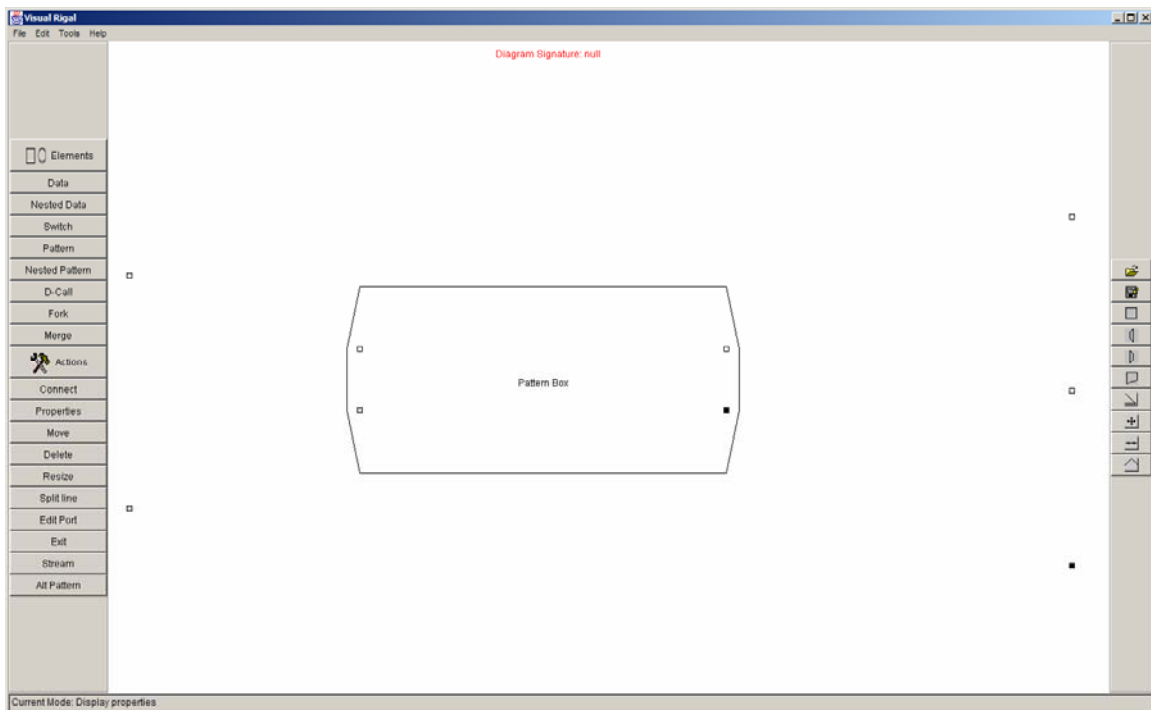 Visual Rigal
File Edit Tools Help
Diagram Signature: null
Elements
Data
Nested Data
Switch
Pattern
Nested Pattern
D-Call
Fork
Merge
Actions
Connect
Properties
Move
Delete
Resize
Split line
Edit Port
Exit
Stream
Alt Pattern
Pattern Box
Current Mode: Display properties